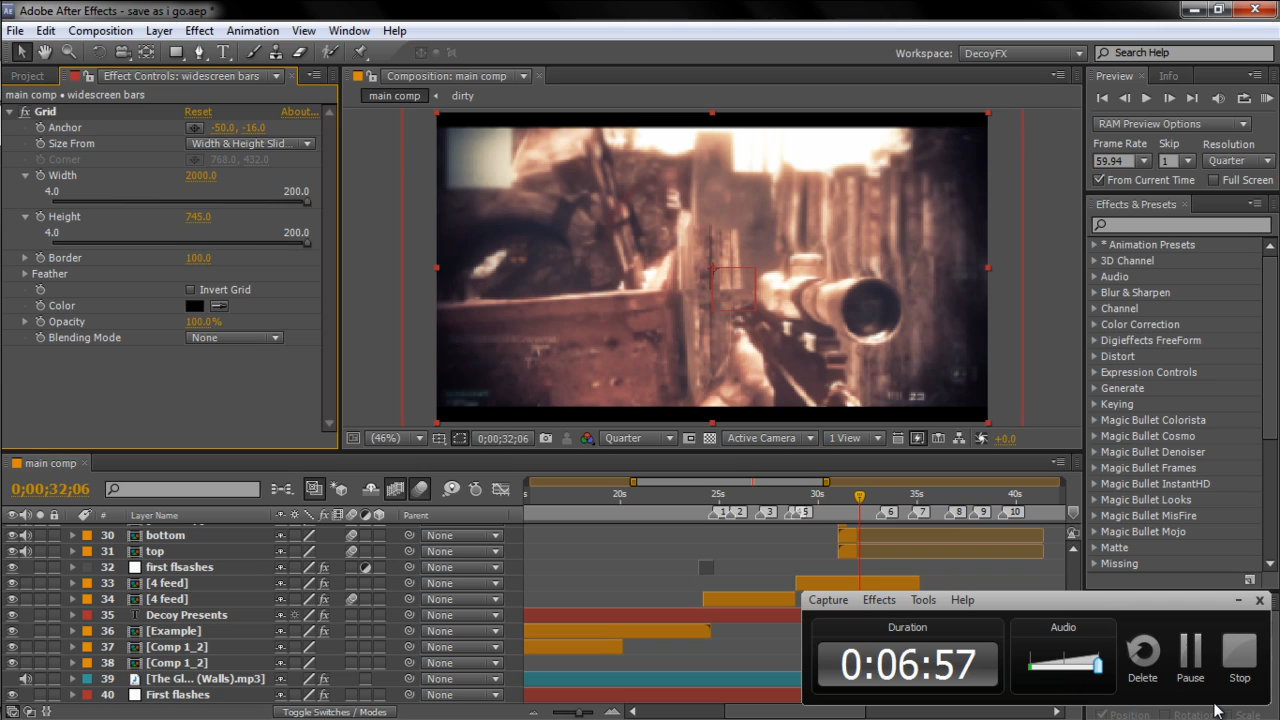 Adobe After Effects - save as i go.aep *
File Edit Composition Layer Effect Animation View Window Help
Workspace: DecoyFX Search Help
Project Effect Controls: widescreen bars
main comp • widescreen bars
Grid Reset About...
Anchor -50.0, -16.0
Size From Width & Height Slid...
Corner 768.0, 432.0
Width 2000.0
4.0 200.0
Height 745.0
4.0 200.0
Border 100.0
Feather
Invert Grid
Color
Opacity 100.0%
Blending Mode None
Composition: main comp
main comp dirty
(46%) 0;00;32;06 Quarter Active Camera 1 View +0.0
Preview Info
RAM Preview Options
Frame Rate Skip Resolution
59.94 1 Quarter
From Current Time Full Screen
Effects & Presets
* Animation Presets
3D Channel
Audio
Blur & Sharpen
Channel
Color Correction
Digieffects FreeForm
Distort
Expression Controls
Generate
Keying
Magic Bullet Colorista
Magic Bullet Cosmo
Magic Bullet Denoiser
Magic Bullet Frames
Magic Bullet InstantHD
Magic Bullet Looks
Magic Bullet MisFire
Magic Bullet Mojo
Matte
Missing
main comp
0;00;32;06
20s 25s 30s 35s 40s
1 2 3 5 6 7 8 9 10
# Layer Name Parent
30 bottom None
31 top None
32 first flsashes None
33 [4 feed] None
34 [4 feed] None
35 T Decoy Presents None
36 [Example] None
37 [Comp 1_2] None
38 [Comp 1_2] None
39 [The Gl... (Walls).mp3] None
40 First flashes None
Toggle Switches / Modes
Capture Effects Tools Help
Duration Audio
0:06:57
Delete Pause Stop
Position Rotation Scale